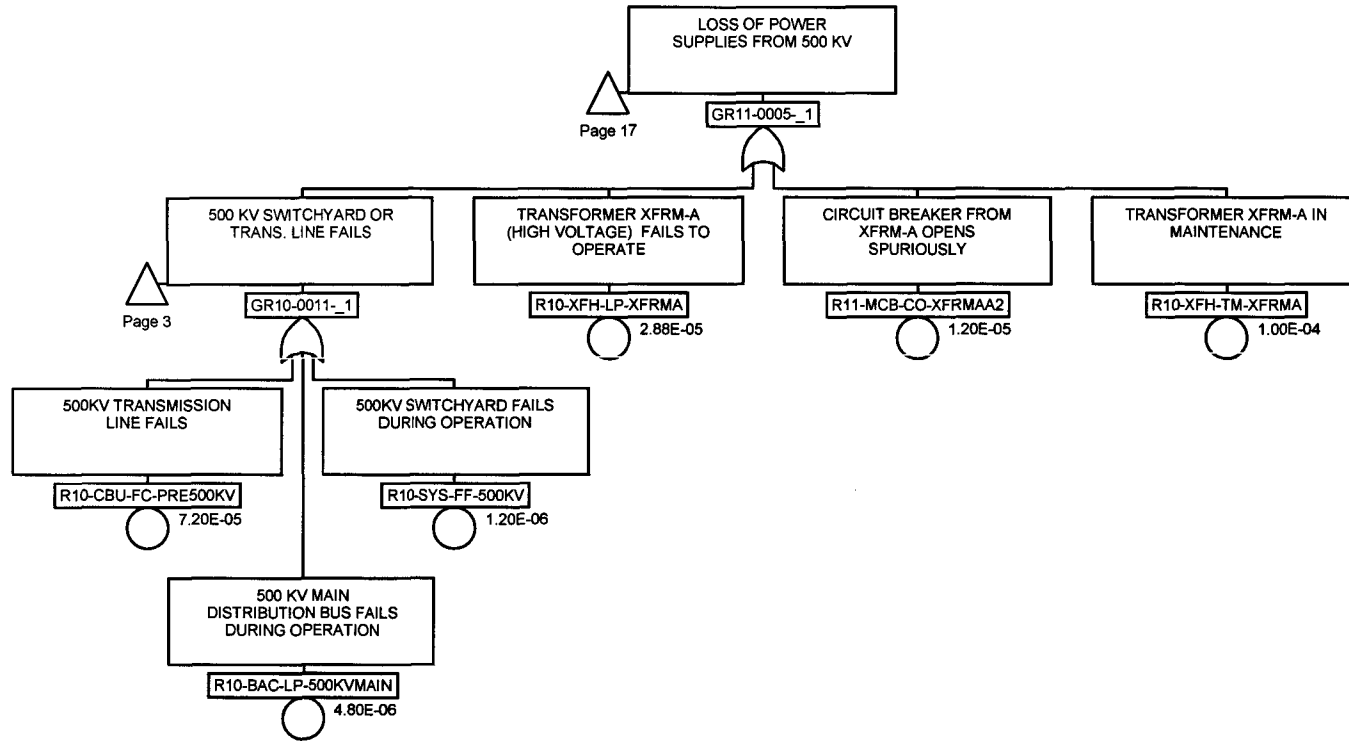 LOSS OF POWER
SUPPLIES FROM 500 KV
Page 17
GR11-0005-_1
500 KV SWITCHYARD OR
TRANS. LINE FAILS
TRANSFORMER XFRM-A
(HIGH VOLTAGE) FAILS TO
OPERATE
CIRCUIT BREAKER FROM
XFRM-A OPENS
SPURIOUSLY
TRANSFORMER XFRM-A IN
MAINTENANCE
Page 3
GR10-0011-_1
R10-XFH-LP-XFRMA
2.88E-05
R11-MCB-CO-XFRMAA2
1.20E-05
R10-XFH-TM-XFRMA
1.00E-04
500KV TRANSMISSION
LINE FAILS
500KV SWITCHYARD FAILS
DURING OPERATION
R10-CBU-FC-PRE500KV
7.20E-05
R10-SYS-FF-500KV
1.20E-06
500 KV MAIN
DISTRIBUTION BUS FAILS
DURING OPERATION
R10-BAC-LP-500KVMAIN
4.80E-06